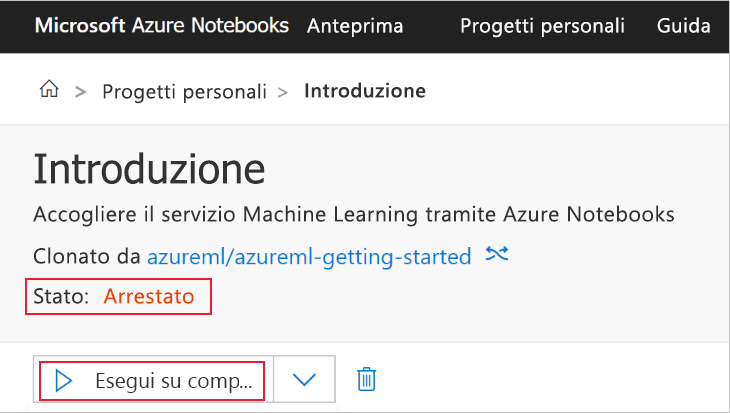 Microsoft Azure Notebooks Anteprima Progetti personali Guida
> Progetti personali > Introduzione
Introduzione
Accogliere il servizio Machine Learning tramite Azure Notebooks
Clonato da azureml/azureml-getting-started
Stato: Arrestato
Esegui su comp...